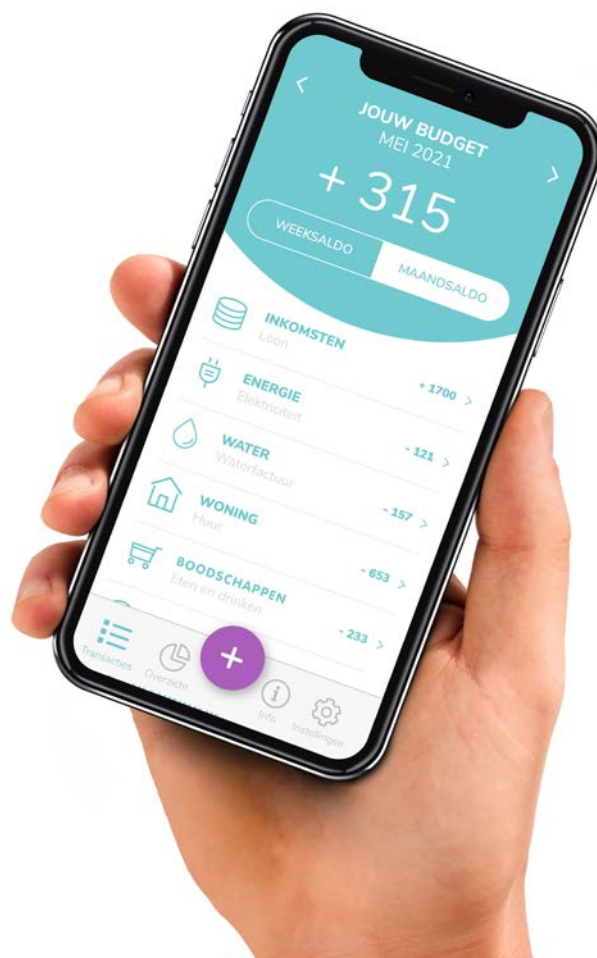 JOUW BUDGET
MEI 2021
+ 315
WEEKSALDO MAANDSALDO
INKOMSTEN
Loon
+ 1700
ENERGIE
Elektriciteit
- 121
WATER
Waterfactuur
- 157
WONING
Huur
- 653
BOODSCHAPPEN
Eten en drinken
- 233
Transacties
Overzicht
+
Info
Instellingen